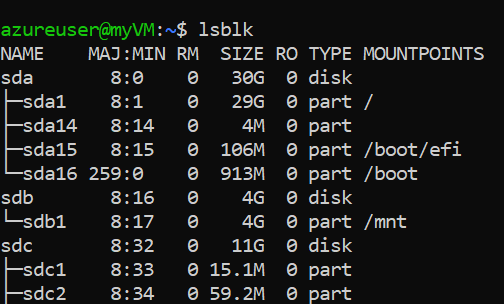 azureuser@myVM:~$ lsblk
NAME    MAJ:MIN RM  SIZE RO TYPE MOUNTPOINTS
sda       8:0    0   30G  0 disk
├─sda1    8:1    0   29G  0 part /
├─sda14   8:14   0    4M  0 part
├─sda15   8:15   0  106M  0 part /boot/efi
└─sda16 259:0    0  913M  0 part /boot
sdb       8:16   0    4G  0 disk
└─sdb1    8:17   0    4G  0 part /mnt
sdc       8:32   0   11G  0 disk
├─sdc1    8:33   0 15.1M  0 part
├─sdc2    8:34   0 59.2M  0 part